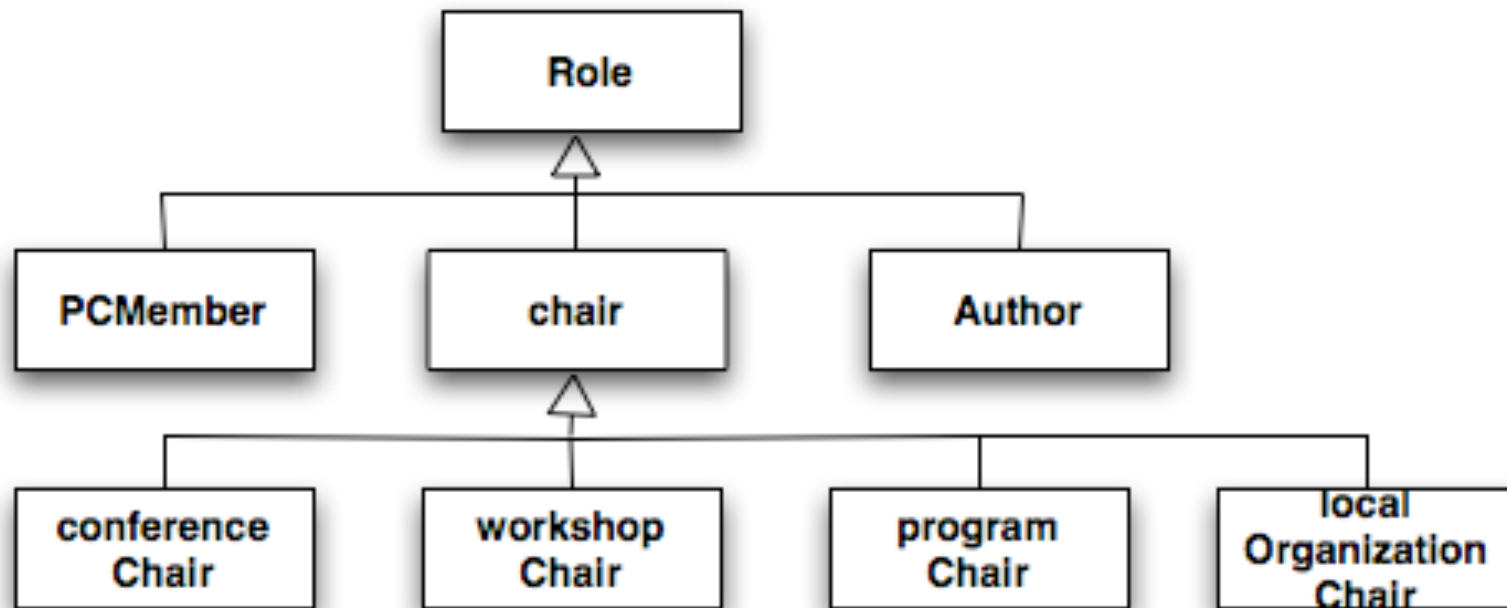 Role
PCMember
chair
Author
conference
Chair
workshop
Chair
program
Chair
local
Organization
Chair